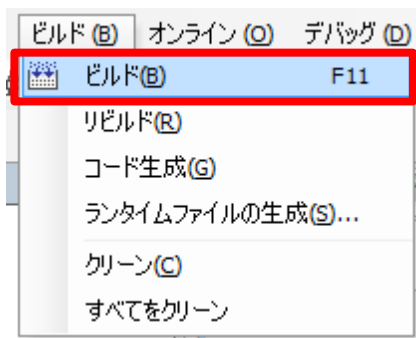 ビルド(B) オンライン(O) デバッグ(D)
ビルド(B) F11
リビルド(R)
コード生成(G)
ランタイムファイルの生成(S)...
クリーン(C)
すべてをクリーン